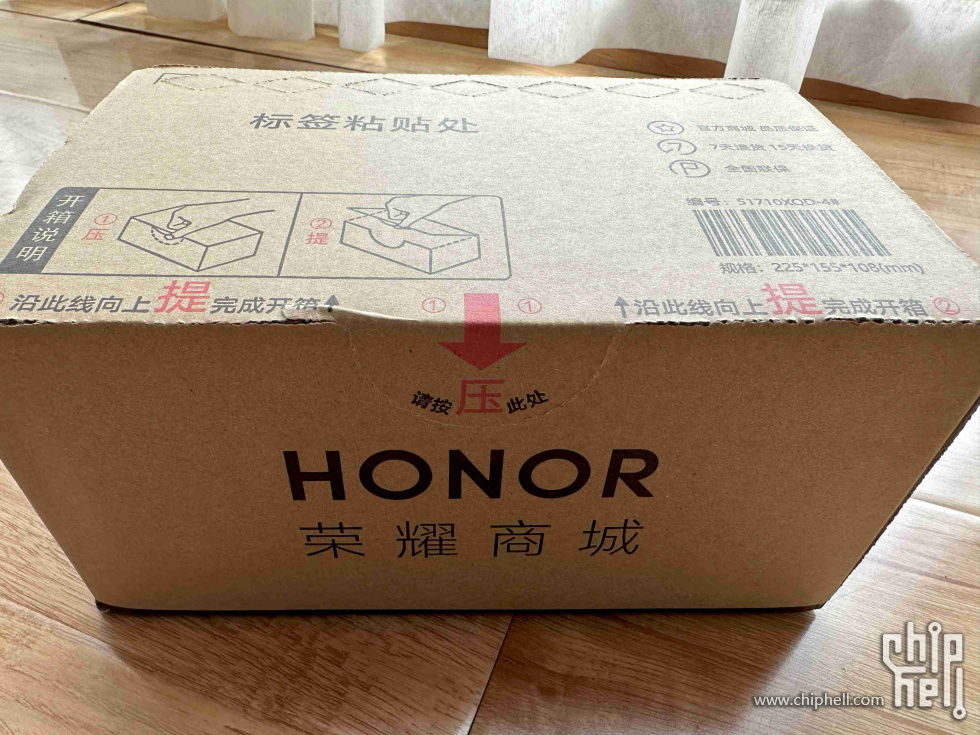 标签粘贴处
官方商城 品质保证
7天退货 15天换货
全国联保
开箱说明
①压
②提
编号：51710XQD-4#
规格：225*155*108(mm)
沿此线向上提完成开箱↑
① ①
↑沿此线向上提完成开箱②
请按压此处
HONOR
荣耀商城
chip
hell
www.chiphell.com